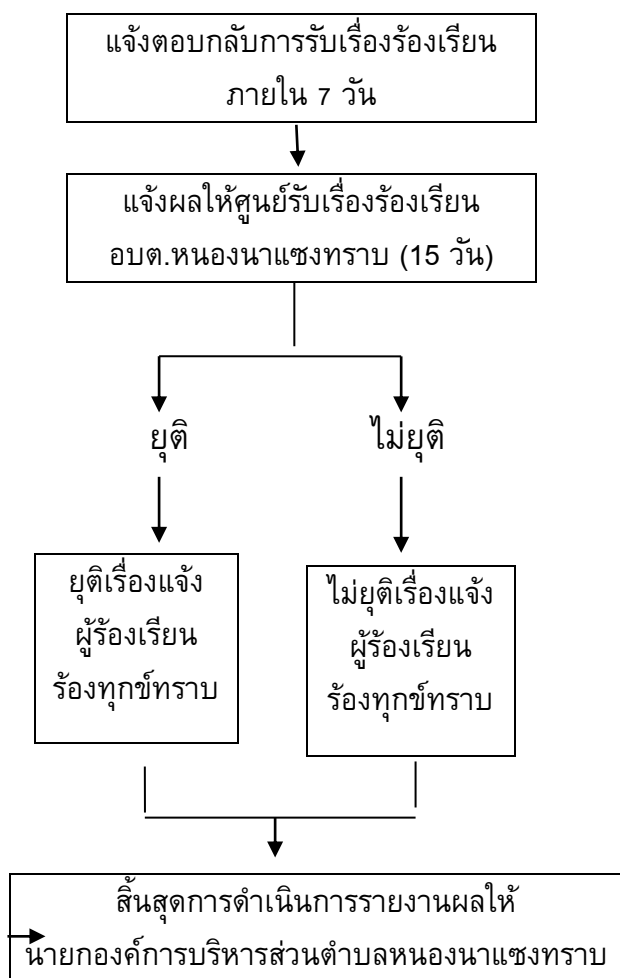 แจ้งตอบกลับการรับเรื่องร้องเรียน
ภายใน 7 วัน
แจ้งผลให้ศูนย์รับเรื่องร้องเรียน
อบต.หนองนาแซงทราบ (15 วัน)
ยุติ
ไม่ยุติ
ยุติเรื่องแจ้ง
ผู้ร้องเรียน
ร้องทุกข์ทราบ
ไม่ยุติเรื่องแจ้ง
ผู้ร้องเรียน
ร้องทุกข์ทราบ
สิ้นสุดการดำเนินการรายงานผลให้
นายกองค์การบริหารส่วนตำบลหนองนาแซงทราบ